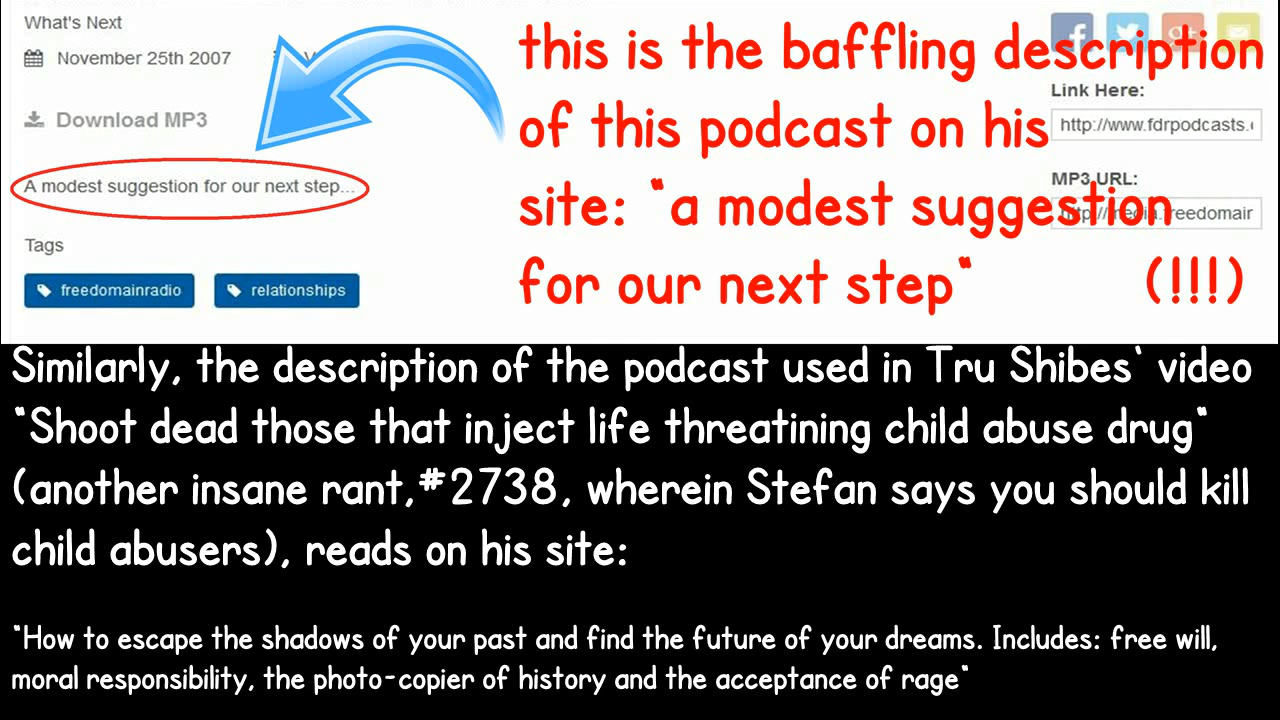 What's Next
November 25th 2007
Download MP3
A modest suggestion for our next step...
Tags
freedomainradio
relationships
this is the baffling description
of this podcast on his
site: "a modest suggestion
for our next step" (!!!)
Link Here:
http://www.fdrpodcasts.
MP3 URL:
Similarly, the description of the podcast used in Tru Shibes' video
"Shoot dead those that inject life threatining child abuse drug"
(another insane rant,#2738, wherein Stefan says you should kill
child abusers), reads on his site:
"How to escape the shadows of your past and find the future of your dreams. Includes: free will,
moral responsibility, the photo-copier of history and the acceptance of rage"